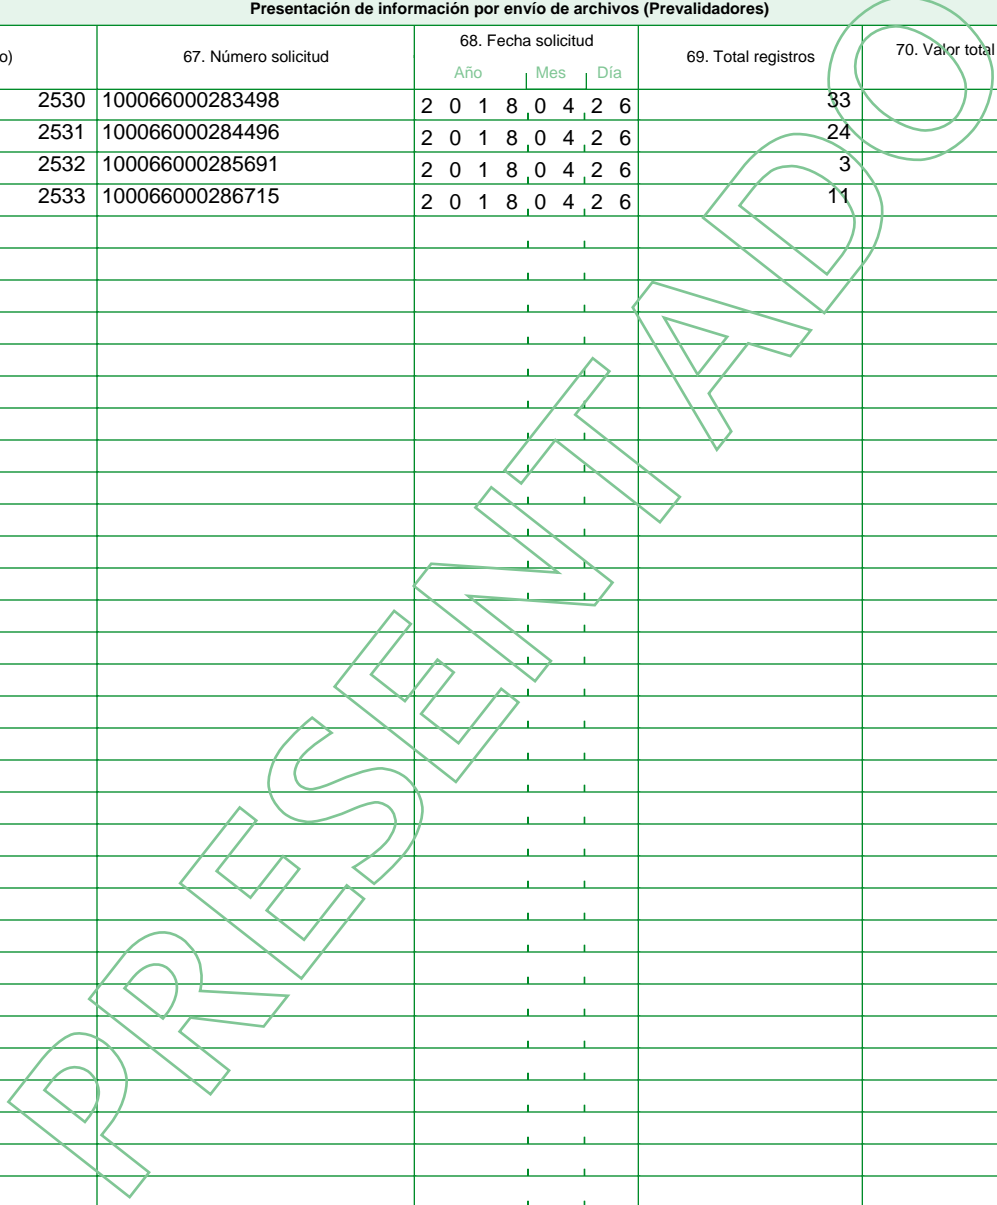 Presentación de información por envío de archivos (Prevalidadores)
o) 67. Número solicitud 68. Fecha solicitud 69. Total registros 70. Valor total
Año Mes Día
2530 100066000283498 2 0 1 8 0 4 2 6 33
2531 100066000284496 2 0 1 8 0 4 2 6 24
2532 100066000285691 2 0 1 8 0 4 2 6 3
2533 100066000286715 2 0 1 8 0 4 2 6 11
PRESENTADO